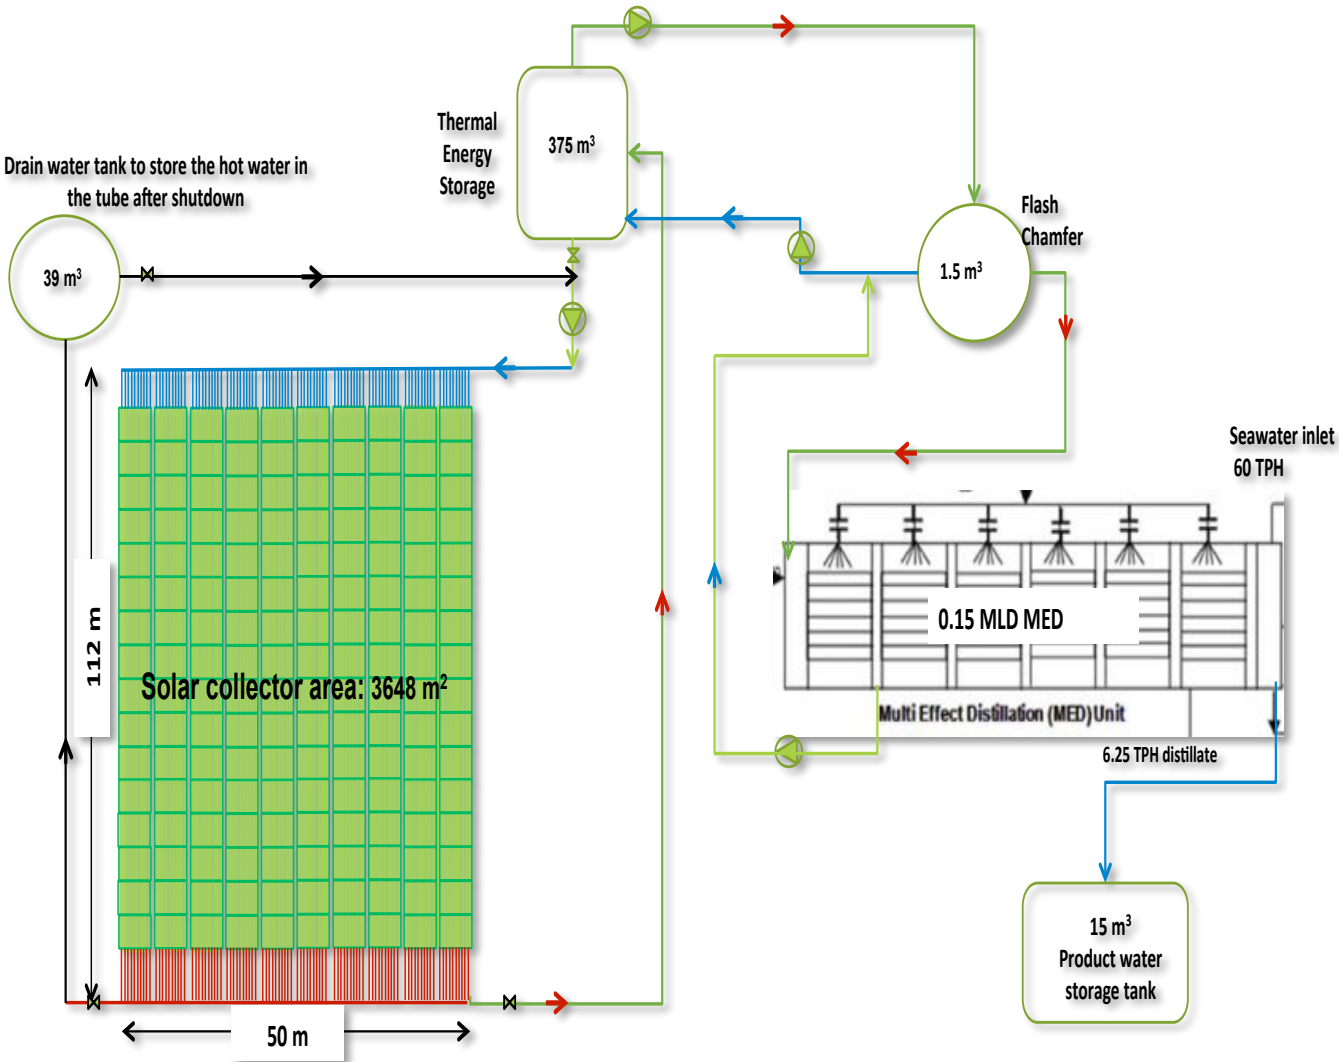 Thermal
Energy
Storage
375 m³
Drain water tank to store the hot water in
the tube after shutdown
39 m³
Flash
Chamfer
1.5 m³
Seawater inlet
60 TPH
112 m
Solar collector area: 3648 m²
50 m
0.15 MLD MED
Multi Effect Distillation (MED)Unit
6.25 TPH distillate
15 m³
Product water
storage tank